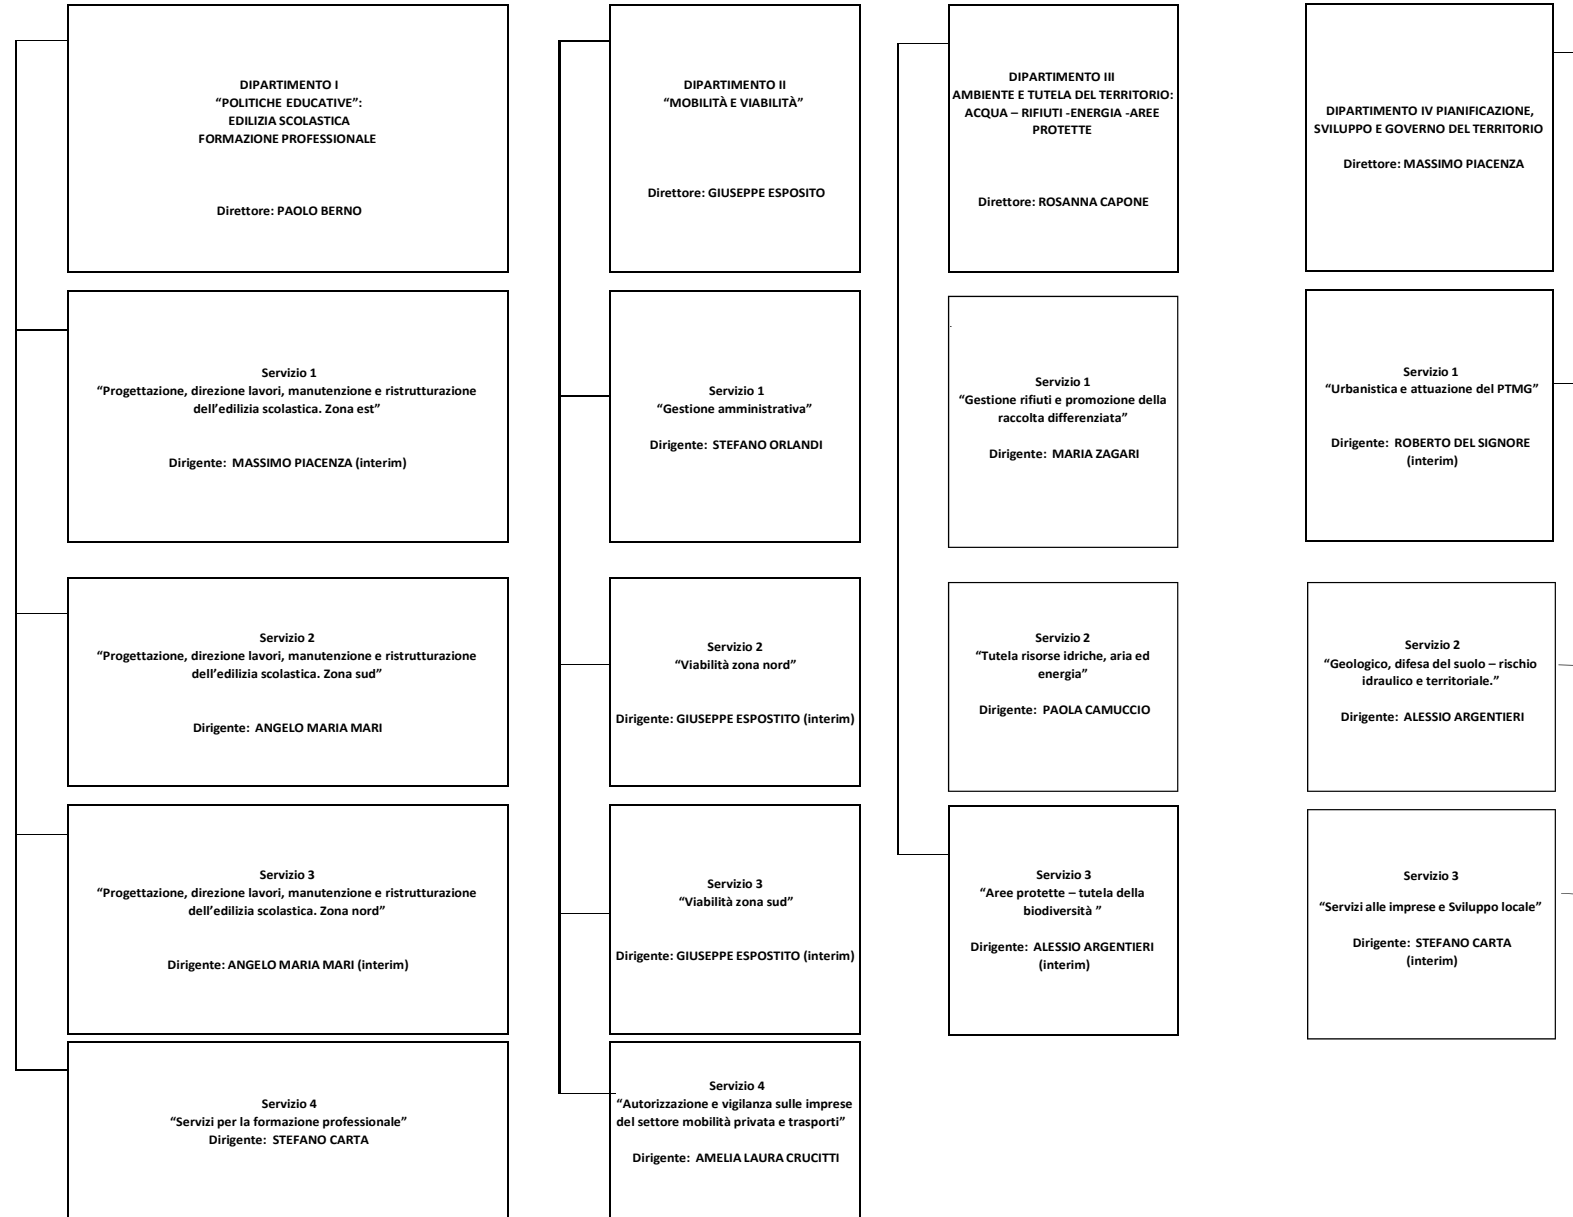 DIPARTIMENTO I
“POLITICHE EDUCATIVE”:
EDILIZIA SCOLASTICA
FORMAZIONE PROFESSIONALE
Direttore: PAOLO BERNO
Servizio 1
“Progettazione, direzione lavori, manutenzione e ristrutturazione
dell’edilizia scolastica. Zona est”
Dirigente: MASSIMO PIACENZA (interim)
Servizio 2
“Progettazione, direzione lavori, manutenzione e ristrutturazione
dell’edilizia scolastica. Zona sud”
Dirigente: ANGELO MARIA MARI
Servizio 3
“Progettazione, direzione lavori, manutenzione e ristrutturazione
dell’edilizia scolastica. Zona nord”
Dirigente: ANGELO MARIA MARI (interim)
Servizio 4
“Servizi per la formazione professionale”
Dirigente: STEFANO CARTA
DIPARTIMENTO II
“MOBILITÀ E VIABILITÀ”
Direttore: GIUSEPPE ESPOSITO
Servizio 1
“Gestione amministrativa”
Dirigente: STEFANO ORLANDI
Servizio 2
“Viabilità zona nord”
Dirigente: GIUSEPPE ESPOSTITO (interim)
Servizio 3
“Viabilità zona sud”
Dirigente: GIUSEPPE ESPOSTITO (interim)
Servizio 4
“Autorizzazione e vigilanza sulle imprese
del settore mobilità privata e trasporti”
Dirigente: AMELIA LAURA CRUCITTI
DIPARTIMENTO III
AMBIENTE E TUTELA DEL TERRITORIO:
ACQUA – RIFIUTI -ENERGIA -AREE
PROTETTE
Direttore: ROSANNA CAPONE
Servizio 1
“Gestione rifiuti e promozione della
raccolta differenziata”
Dirigente: MARIA ZAGARI
Servizio 2
“Tutela risorse idriche, aria ed
energia”
Dirigente: PAOLA CAMUCCIO
Servizio 3
“Aree protette – tutela della
biodiversità ”
Dirigente: ALESSIO ARGENTIERI
(interim)
DIPARTIMENTO IV PIANIFICAZIONE,
SVILUPPO E GOVERNO DEL TERRITORIO
Direttore: MASSIMO PIACENZA
Servizio 1
“Urbanistica e attuazione del PTMG”
Dirigente: ROBERTO DEL SIGNORE
(interim)
Servizio 2
“Geologico, difesa del suolo – rischio
idraulico e territoriale.”
Dirigente: ALESSIO ARGENTIERI
Servizio 3
“Servizi alle imprese e Sviluppo locale”
Dirigente: STEFANO CARTA
(interim)